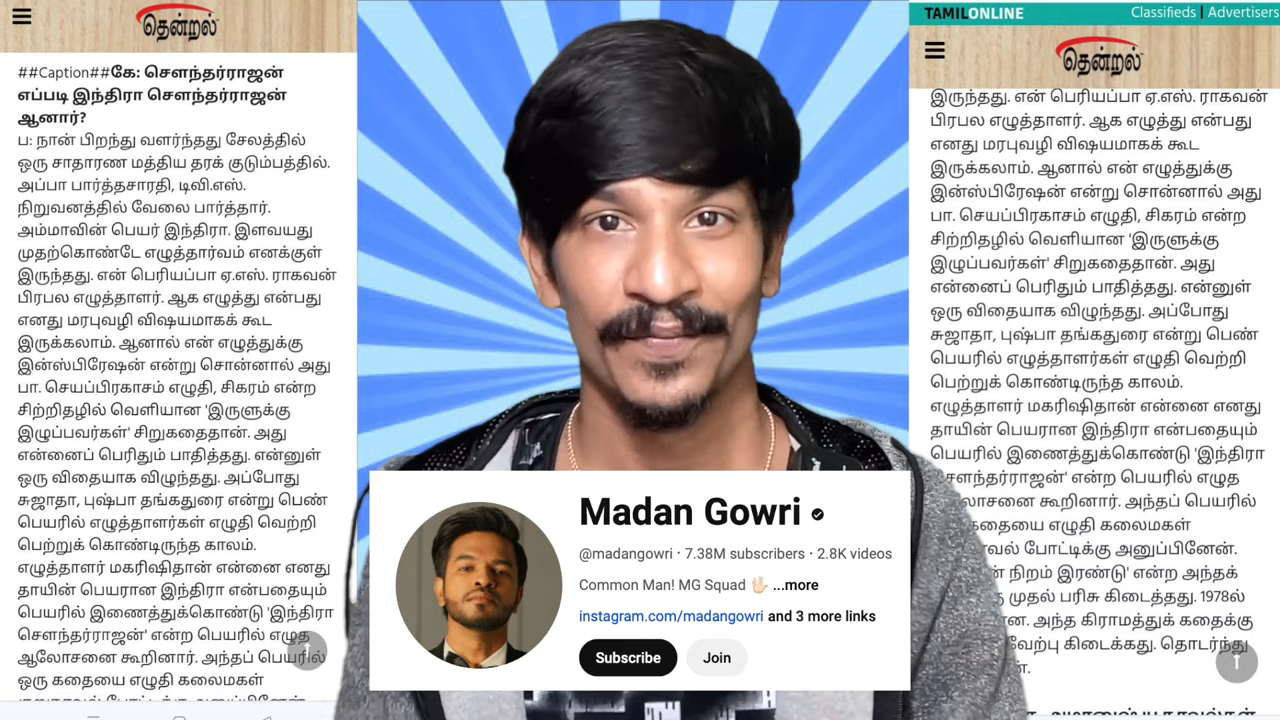 தென்றல்
##Caption##கே: சௌந்தர்ராஜன்
எப்படி இந்திரா சௌந்தர்ராஜன்
ஆனார்?
ப: நான் பிறந்து வளர்ந்தது சேலத்தில்
ஒரு சாதாரண மத்திய தரக் குடும்பத்தில்.
அப்பா பார்த்தசாரதி, டிவி.எஸ்.
நிறுவனத்தில் வேலை பார்த்தார்.
அம்மாவின் பெயர் இந்திரா. இளவயது
முதற்கொண்டே எழுத்தார்வம் எனக்குள்
இருந்தது. என் பெரியப்பா ஏ.எஸ். ராகவன்
பிரபல எழுத்தாளர். ஆக எழுத்து என்பது
எனது மரபுவழி விஷயமாகக் கூட
இருக்கலாம். ஆனால் என் எழுத்துக்கு
இன்ஸ்பிரேஷன் என்று சொன்னால் அது
பா. செயப்பிரகாசம் எழுதி, சிகரம் என்ற
சிற்றிதழில் வெளியான 'இருளுக்கு
இழுப்பவர்கள்' சிறுகதைதான். அது
என்னைப் பெரிதும் பாதித்தது. என்னுள்
ஒரு விதையாக விழுந்தது. அப்போது
சுஜாதா, புஷ்பா தங்கதுரை என்று பெண்
பெயரில் எழுத்தாளர்கள் எழுதி வெற்றி
பெற்றுக் கொண்டிருந்த காலம்.
எழுத்தாளர் மகரிஷிதான் என்னை எனது
தாயின் பெயரான இந்திரா என்பதையும்
பெயரில் இணைத்துக்கொண்டு 'இந்திரா
சௌந்தர்ராஜன்' என்ற பெயரில் எழுத
ஆலோசனை கூறினார். அந்தப் பெயரில்
ஒரு கதையை எழுதி கலைமகள்
Madan Gowri
@madangowri · 7.38M subscribers · 2.8K videos
Common Man! MG Squad 🖖🏻 ...more
instagram.com/madangowri and 3 more links
Subscribe Join
TAMILONLINE Classifieds | Advertisers
தென்றல்
இருந்தது. என் பெரியப்பா ஏ.எஸ். ராகவன்
பிரபல எழுத்தாளர். ஆக எழுத்து என்பது
எனது மரபுவழி விஷயமாகக் கூட
இருக்கலாம். ஆனால் என் எழுத்துக்கு
இன்ஸ்பிரேஷன் என்று சொன்னால் அது
பா. செயப்பிரகாசம் எழுதி, சிகரம் என்ற
சிற்றிதழில் வெளியான 'இருளுக்கு
இழுப்பவர்கள்' சிறுகதைதான். அது
என்னைப் பெரிதும் பாதித்தது. என்னுள்
ஒரு விதையாக விழுந்தது. அப்போது
சுஜாதா, புஷ்பா தங்கதுரை என்று பெண்
பெயரில் எழுத்தாளர்கள் எழுதி வெற்றி
பெற்றுக் கொண்டிருந்த காலம்.
எழுத்தாளர் மகரிஷிதான் என்னை எனது
தாயின் பெயரான இந்திரா என்பதையும்
பெயரில் இணைத்துக்கொண்டு 'இந்திரா
என்ற பெயரில் எழுத
கூறினார். அந்தப் பெயரில்
எழுதி கலைமகள்
போட்டிக்கு அனுப்பினேன்.
நிறம் இரண்டு' என்ற அந்தக்
முதல் பரிசு கிடைத்தது. 1978ல்
அந்த கிராமத்துக் கதைக்கு
கிடைக்கது. தொடர்ந்து